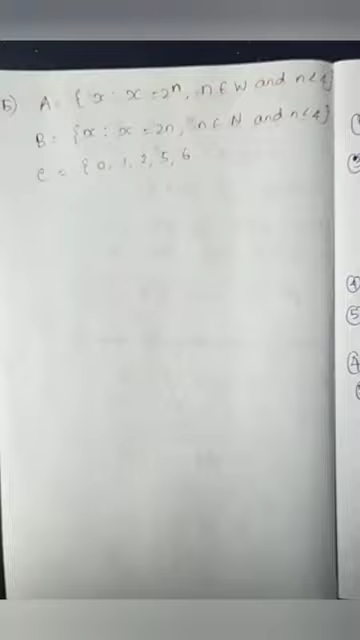 5) A = {x : x = 2ⁿ, n ∈ W and n < 4}
B = {x : x = 2n, n ∈ N and n ≤ 4}
C = {0, 1, 2, 5, 6